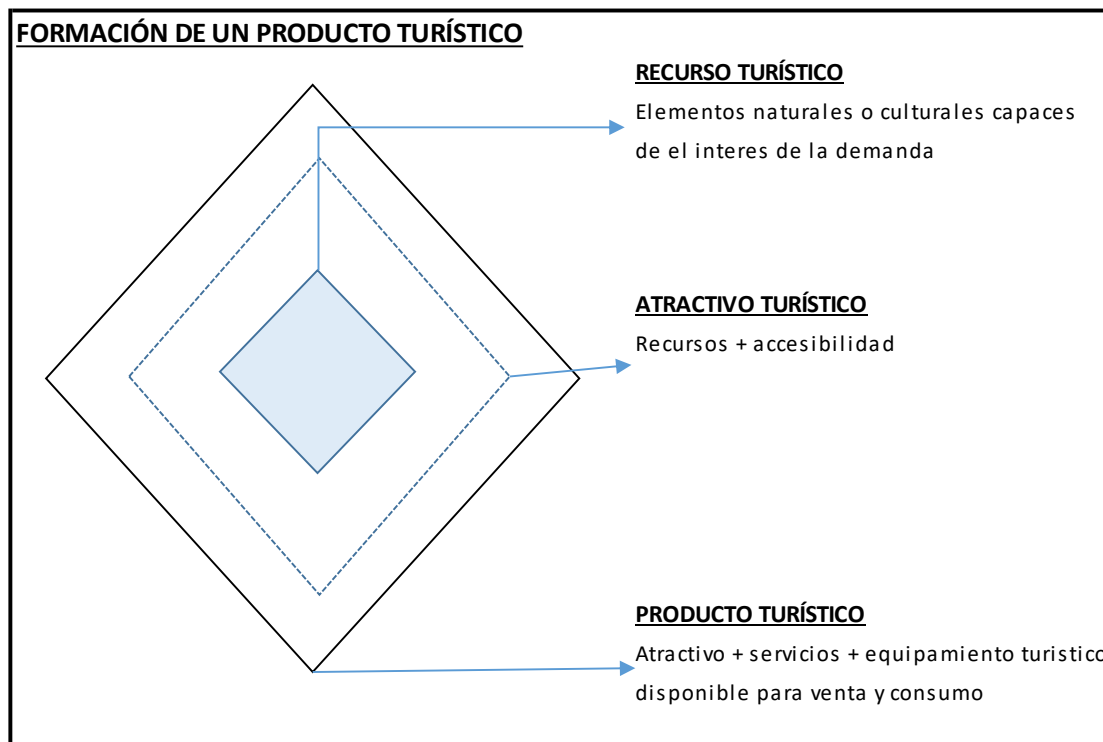 FORMACIÓN DE UN PRODUCTO TURÍSTICO
RECURSO TURÍSTICO
Elementos naturales o culturales capaces
de el interes de la demanda
ATRACTIVO TURÍSTICO
Recursos + accesibilidad
PRODUCTO TURÍSTICO
Atractivo + servicios + equipamiento turistico
disponible para venta y consumo